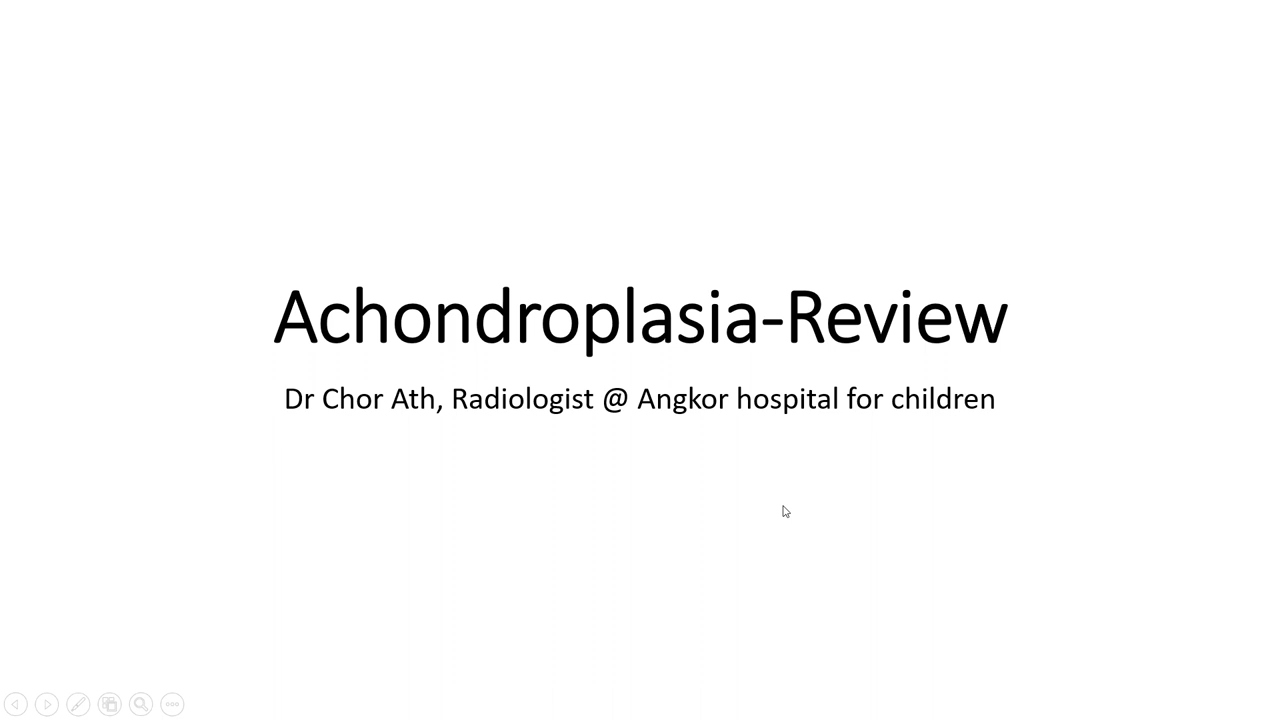 Achondroplasia-Review
Dr Chor Ath, Radiologist @ Angkor hospital for children